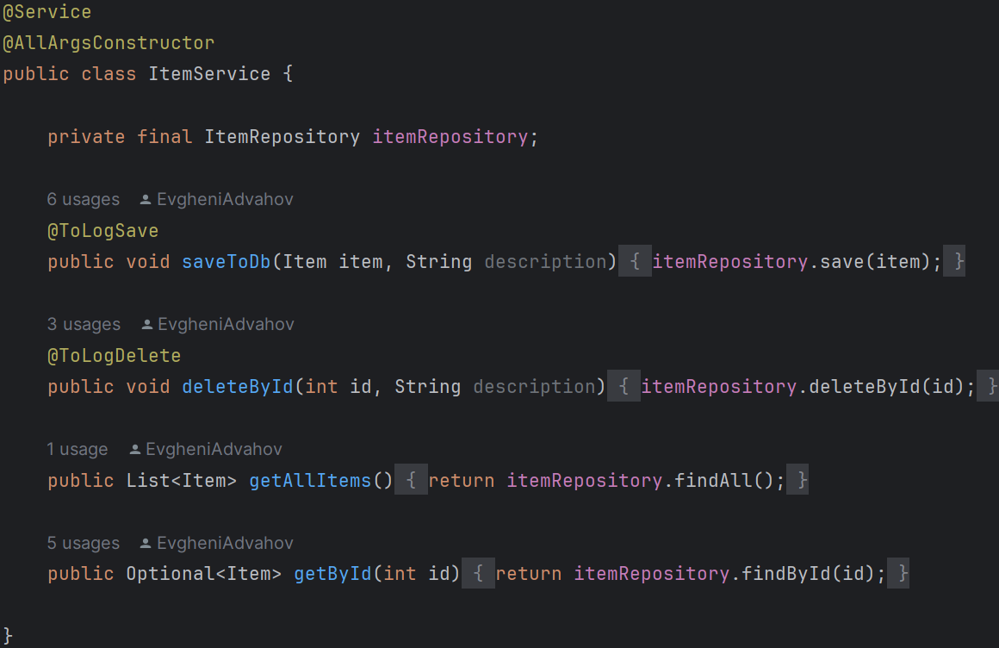 @Service
@AllArgsConstructor
public class ItemService {
private final ItemRepository itemRepository;
6 usages EvgheniAdvahov
@ToLogSave
public void saveToDb(Item item, String description) { itemRepository.save(item); }
3 usages EvgheniAdvahov
@ToLogDelete
public void deleteById(int id, String description) { itemRepository.deleteById(id); }
1 usage EvgheniAdvahov
public List<Item> getAllItems() { return itemRepository.findAll(); }
5 usages EvgheniAdvahov
public Optional<Item> getById(int id) { return itemRepository.findById(id); }
}